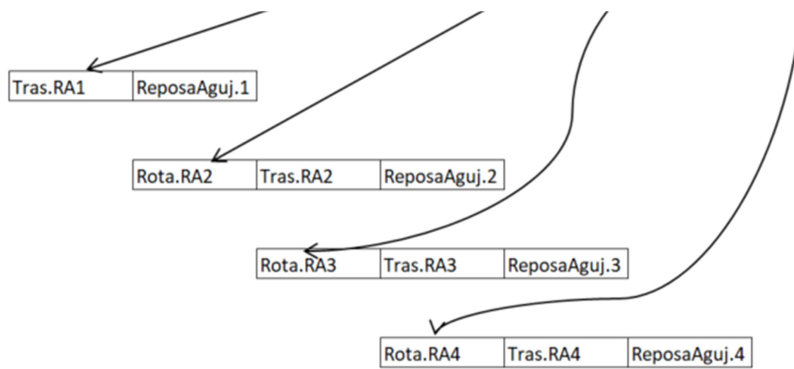 Tras.RA1 ReposaAguj.1
Rota.RA2 Tras.RA2 ReposaAguj.2
Rota.RA3 Tras.RA3 ReposaAguj.3
Rota.RA4 Tras.RA4 ReposaAguj.4